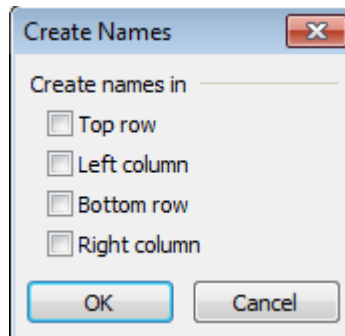 Create Names
Create names in
Top row
Left column
Bottom row
Right column
OK Cancel